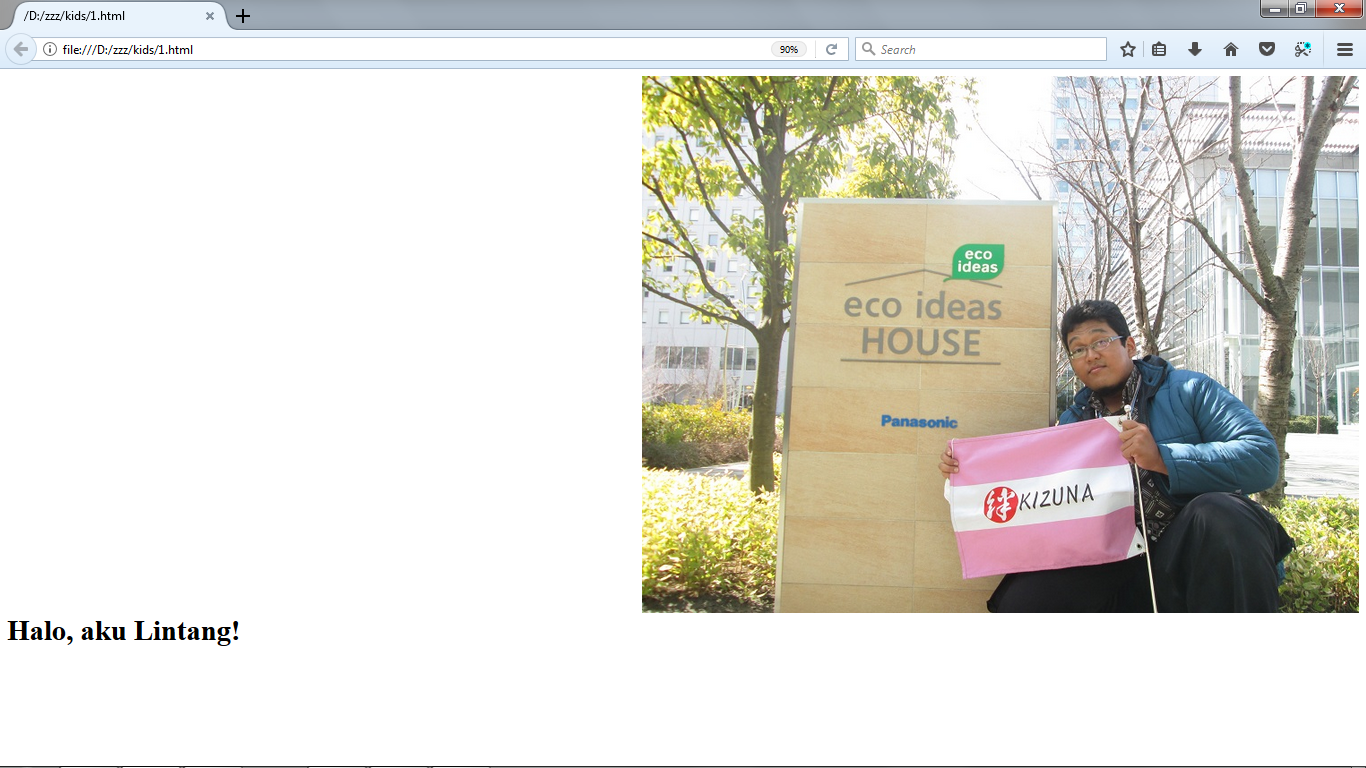 /D:/zzz/kids/1.html
file:///D:/zzz/kids/1.html
90%
Search
eco
ideas
eco ideas
HOUSE
Panasonic
絆 KIZUNA
Halo, aku Lintang!